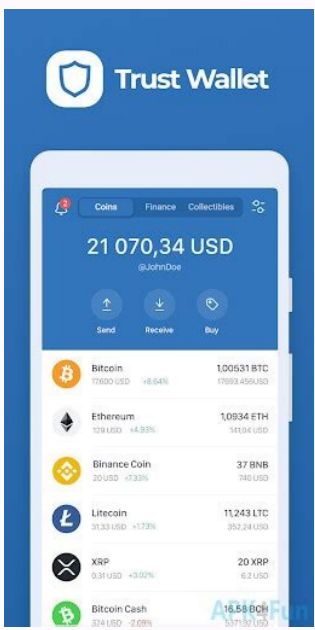 Trust Wallet
2
Coins Finance Collectibles
21 070,34 USD
@JohnDoe
Send Receive Buy
Bitcoin 1,00531 BTC
17600 USD +8.64% 17693.456USD
Ethereum 1,0934 ETH
129 USD +4.93% 141,04 USD
Binance Coin 37 BNB
20 USD +7.33% 740 USD
Litecoin 11,243 LTC
31.33 USD +1.73% 352,24 USD
XRP 20 XRP
0.31 USD +3.02% 6.2 USD
Bitcoin Cash 16.58 BCH
324 USD -2.09%
APK4Fun